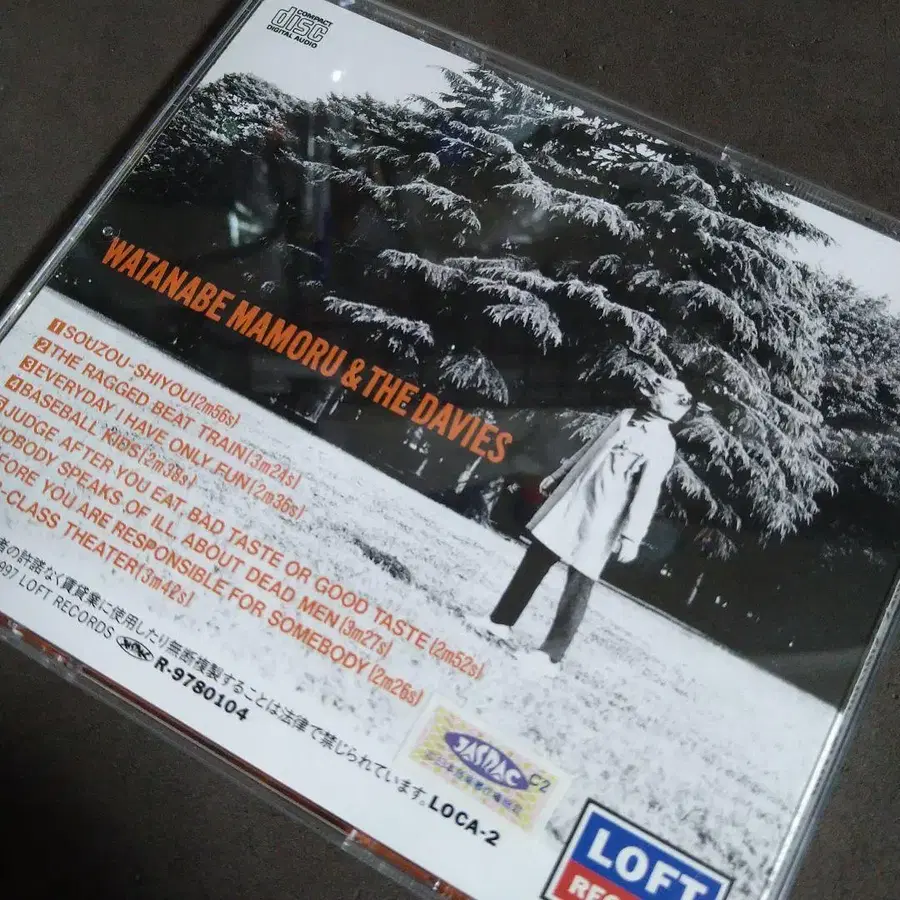 COMPACT
disc
DIGITAL AUDIO
WATANABE MAMORU & THE DAVIES
1 SOUZOU-SHIYOU(2m56s)
2 THE RAGGED BEAT TRAIN(3m24s)
3 EVERYDAY I HAVE ONLY FUN(2m36s)
4 BASEBALL KIPS(2m38s)
5 JUDGE AFTER YOU EAT BAD TASTE OR GOOD TASTE(2m52s)
NOBODY SPEAKS OF ILL ABOUT DEAD MEN(3m27s)
FORE YOU ARE RESPONSIBLE FOR SOMEBODY(2m26s)
-CLASS THEATER(3m42s)
者の許諾なく賃貸業に使用したり無断複製することは法律で禁じられています。LOCA-2
997 LOFT RECORDS R-9780104
JASRAC
C2
LOFT